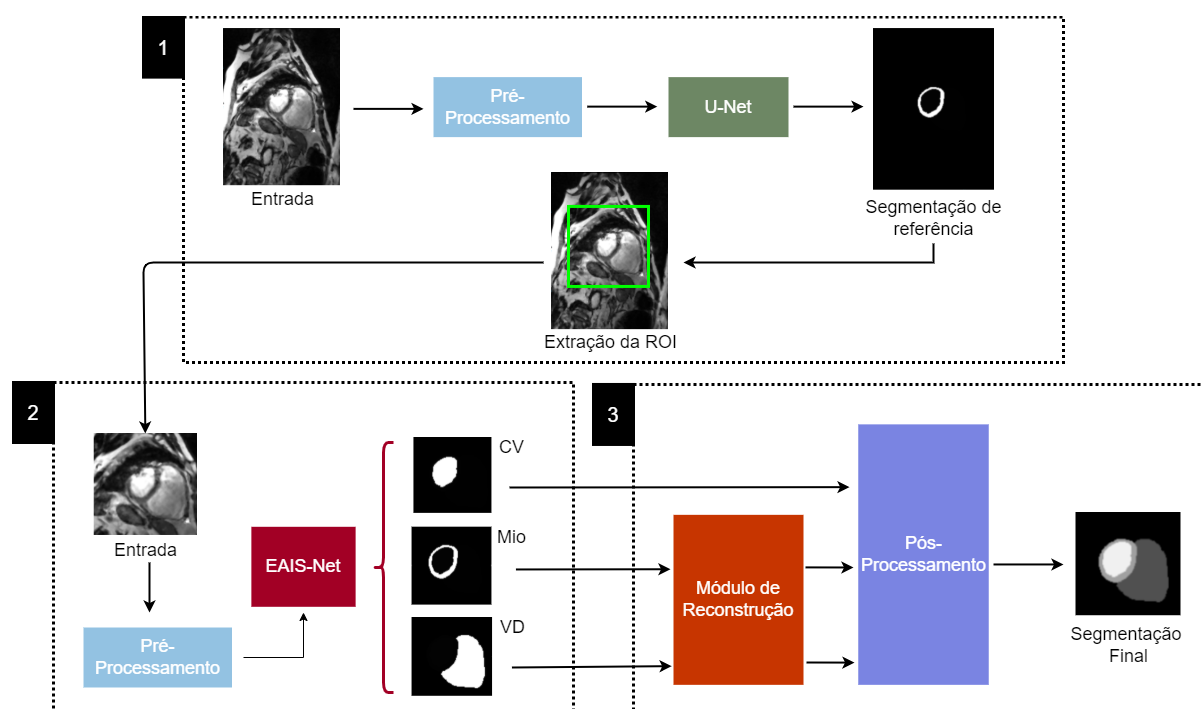 1
Entrada
Pré-
Processamento
U-Net
Segmentação de
referência
Extração da ROI
2
Entrada
Pré-
Processamento
EAIS-Net
CV
Mio
VD
3
Módulo de
Reconstrução
Pós-
Processamento
Segmentação
Final